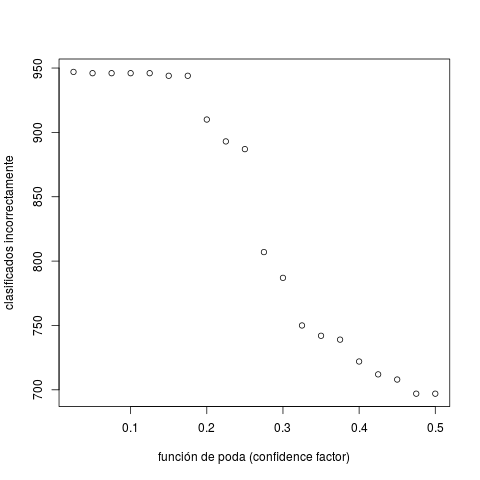 clasificados incorrectamente
950
900
850
800
750
700
0.1 0.2 0.3 0.4 0.5
función de poda (confidence factor)